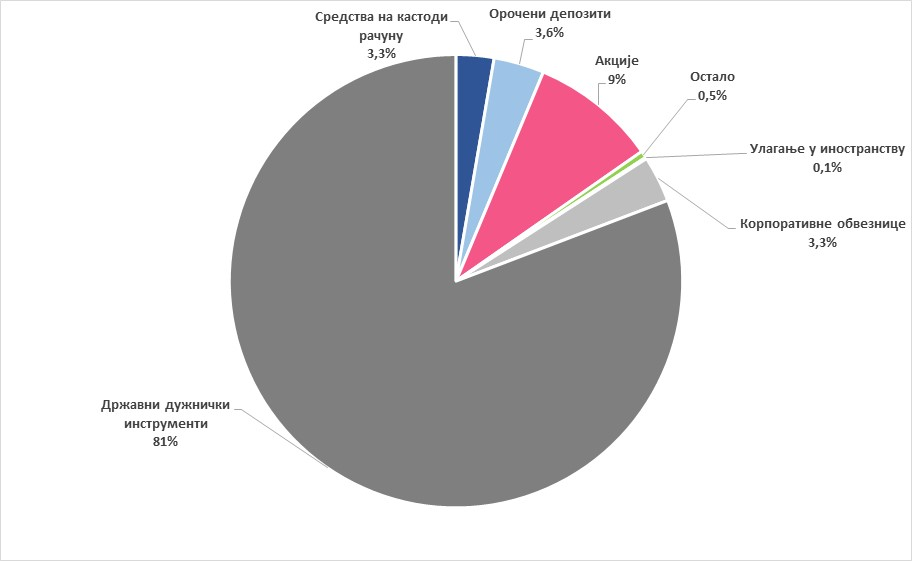 Средства на кастоди
рачуну
3,3%
Орочени депозити
3,6%
Акције
9%
Остало
0,5%
Улагање у иностранству
0,1%
Корпоративне обвезнице
3,3%
Државни дужнички
инструменти
81%